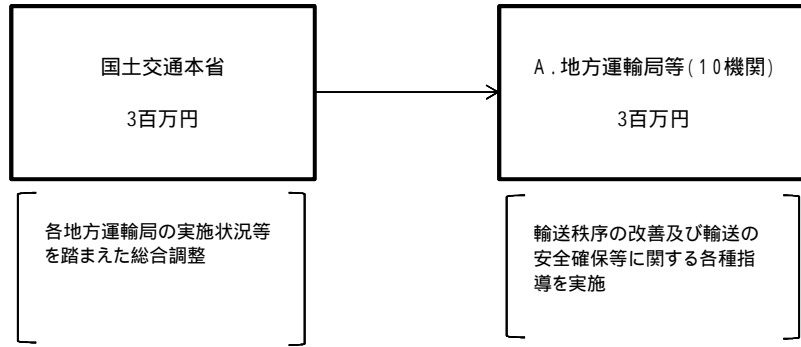 国土交通本省
3百万円
A.地方運輸局等(10機関)
3百万円
各地方運輸局の実施状況等
を踏まえた総合調整
輸送秩序の改善及び輸送の
安全確保等に関する各種指
導を実施